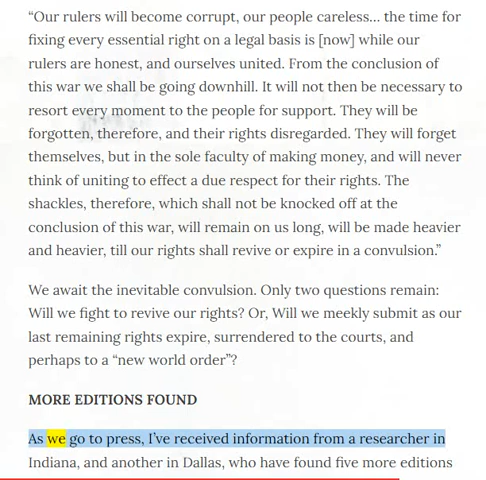 “Our rulers will become corrupt, our people careless... the time for
fixing every essential right on a legal basis is [now] while our
rulers are honest, and ourselves united. From the conclusion of
this war we shall be going downhill. It will not then be necessary to
resort every moment to the people for support. They will be
forgotten, therefore, and their rights disregarded. They will forget
themselves, but in the sole faculty of making money, and will never
think of uniting to effect a due respect for their rights. The
shackles, therefore, which shall not be knocked off at the
conclusion of this war, will remain on us long, will be made heavier
and heavier, till our rights shall revive or expire in a convulsion.”
We await the inevitable convulsion. Only two questions remain:
Will we fight to revive our rights? Or, Will we meekly submit as our
last remaining rights expire, surrendered to the courts, and
perhaps to a “new world order”?
MORE EDITIONS FOUND
As we go to press, I’ve received information from a researcher in
Indiana, and another in Dallas, who have found five more editions